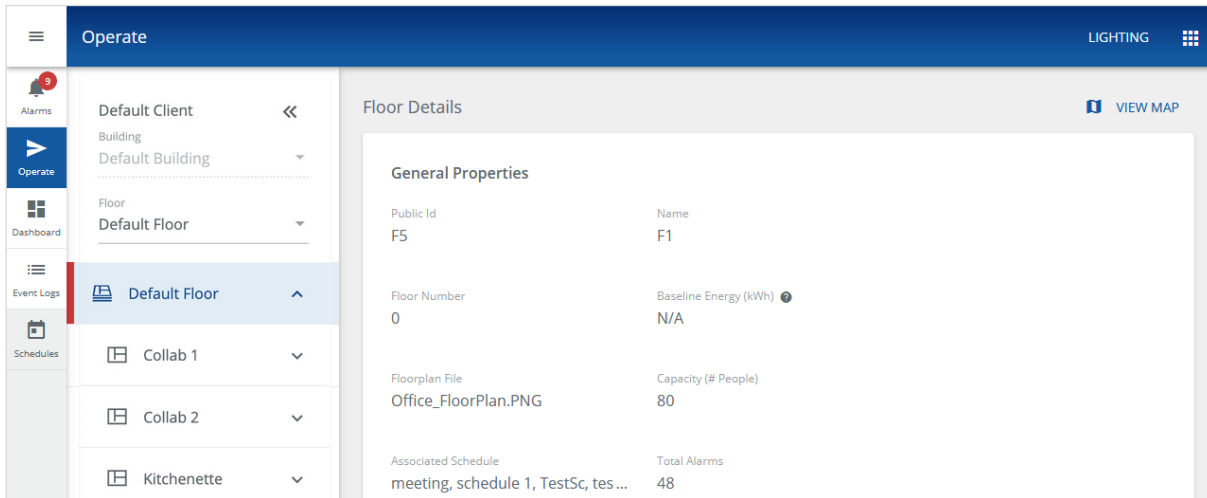 Operate
LIGHTING
9
Alarms
Operate
Dashboard
Event Logs
Schedules
Default Client
Building
Default Building
Floor
Default Floor
Default Floor
Collab 1
Collab 2
Kitchenette
Floor Details
VIEW MAP
General Properties
Public Id
F5
Name
F1
Floor Number
0
Baseline Energy (kWh) ?
N/A
Floorplan File
Office_FloorPlan.PNG
Capacity (# People)
80
Associated Schedule
meeting, schedule 1, TestSc, tes ...
Total Alarms
48